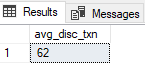 Results Messages
avg_disc_txn
1 62